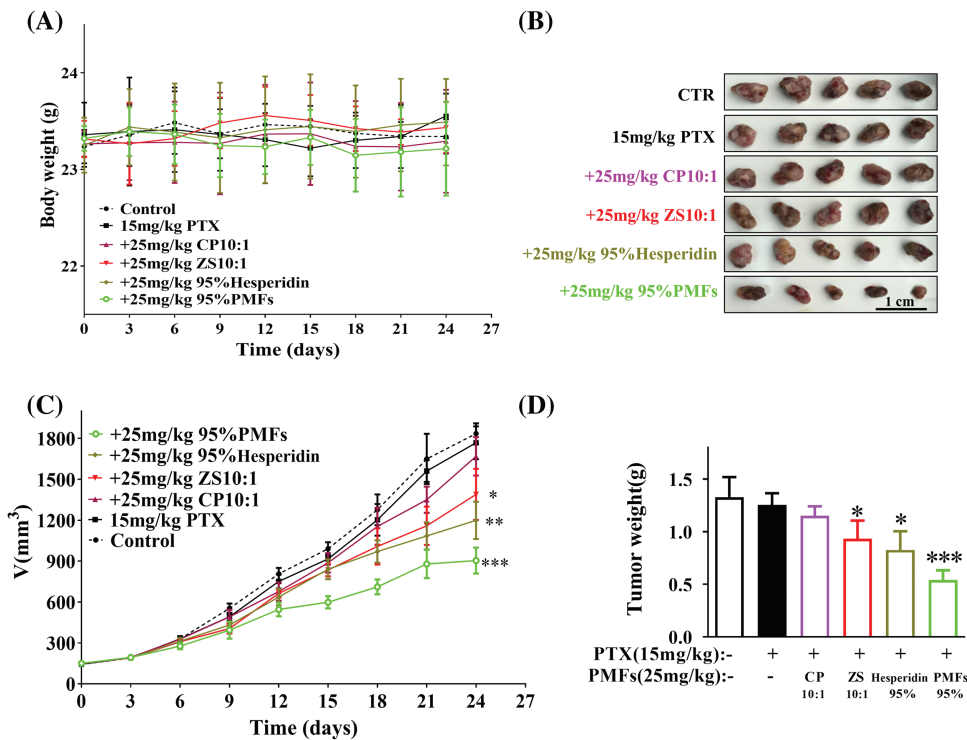 (A)
Body weight (g)
24
23
22
Control
15mg/kg PTX
+25mg/kg CP10:1
+25mg/kg ZS10:1
+25mg/kg 95%Hesperidin
+25mg/kg 95%PMFs
0 3 6 9 12 15 18 21 24 27
Time (days)
(B)
CTR
15mg/kg PTX
+25mg/kg CP10:1
+25mg/kg ZS10:1
+25mg/kg 95%Hesperidin
+25mg/kg 95%PMFs
1 cm
(C)
V(mm³)
1800
1500
1200
900
600
300
0
+25mg/kg 95%PMFs
+25mg/kg 95%Hesperidin
+25mg/kg ZS10:1
+25mg/kg CP10:1
15mg/kg PTX
Control
*
**
***
0 3 6 9 12 15 18 21 24 27
Time (days)
(D)
Tumor weight(g)
1.5
1.0
0.5
0.0
* * ***
PTX(15mg/kg):- + + + + +
PMFs(25mg/kg):- - CP ZS Hesperidin PMFs
10:1 10:1 95% 95%